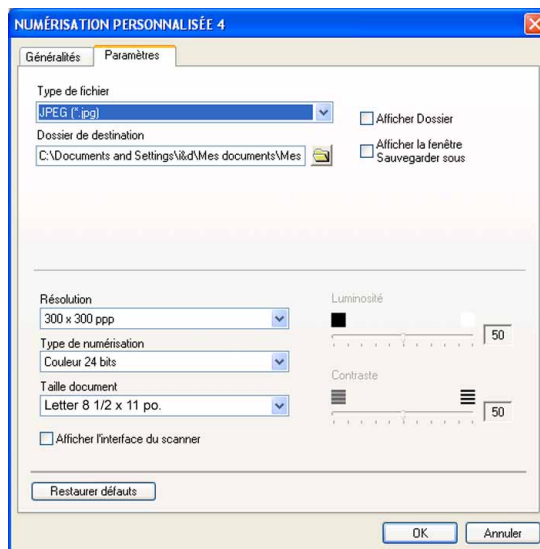 NUMÉRISATION PERSONNALISÉE 4
Généralités
Paramètres
Type de fichier
JPEG (*.jpg)
Afficher Dossier
Dossier de destination
Afficher la fenêtre
Sauvegarder sous
C:\Documents and Settings\i&d\Mes documents\Mes
Résolution
300 x 300 ppp
Luminosité
50
Type de numérisation
Couleur 24 bits
Contraste
Taille document
Letter 8 1/2 x 11 po.
50
Afficher l'interface du scanner
Restaurer défauts
OK
Annuler